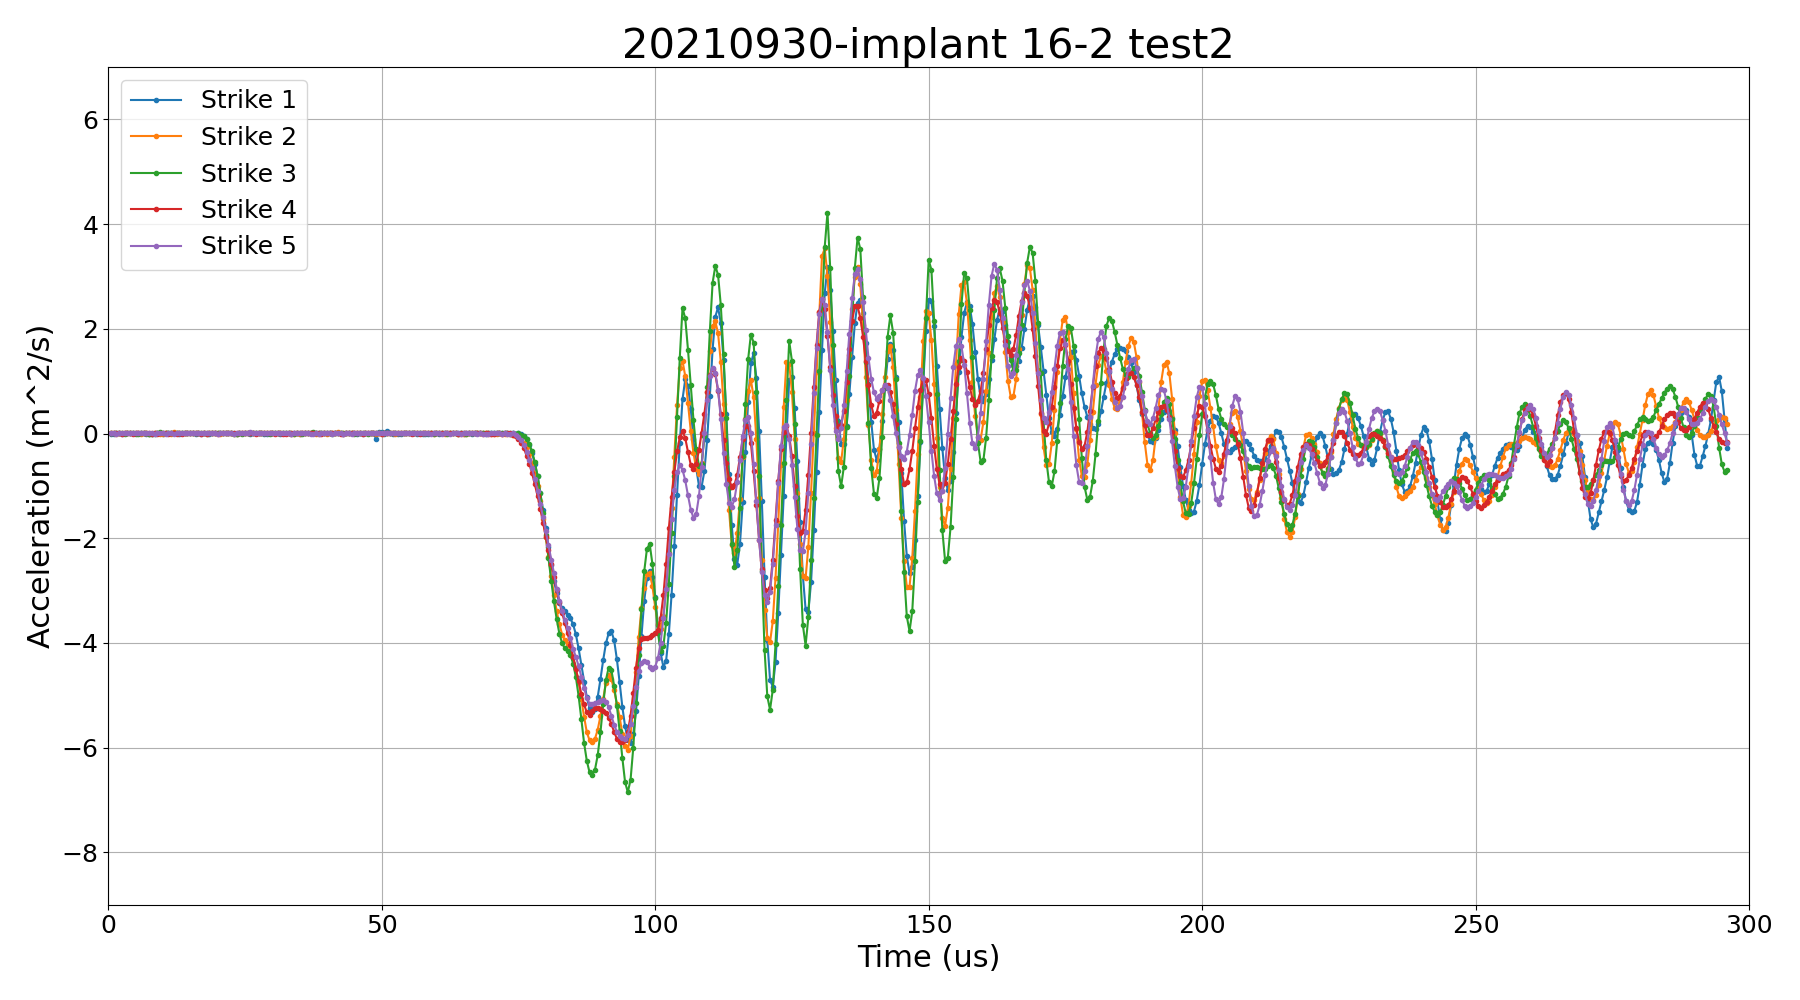 20210930-implant 16-2 test2
Strike 1
Strike 2
Strike 3
Strike 4
Strike 5
Acceleration (m^2/s)
6
4
2
0
−2
−4
−6
−8
0 50 100 150 200 250 300
Time (us)